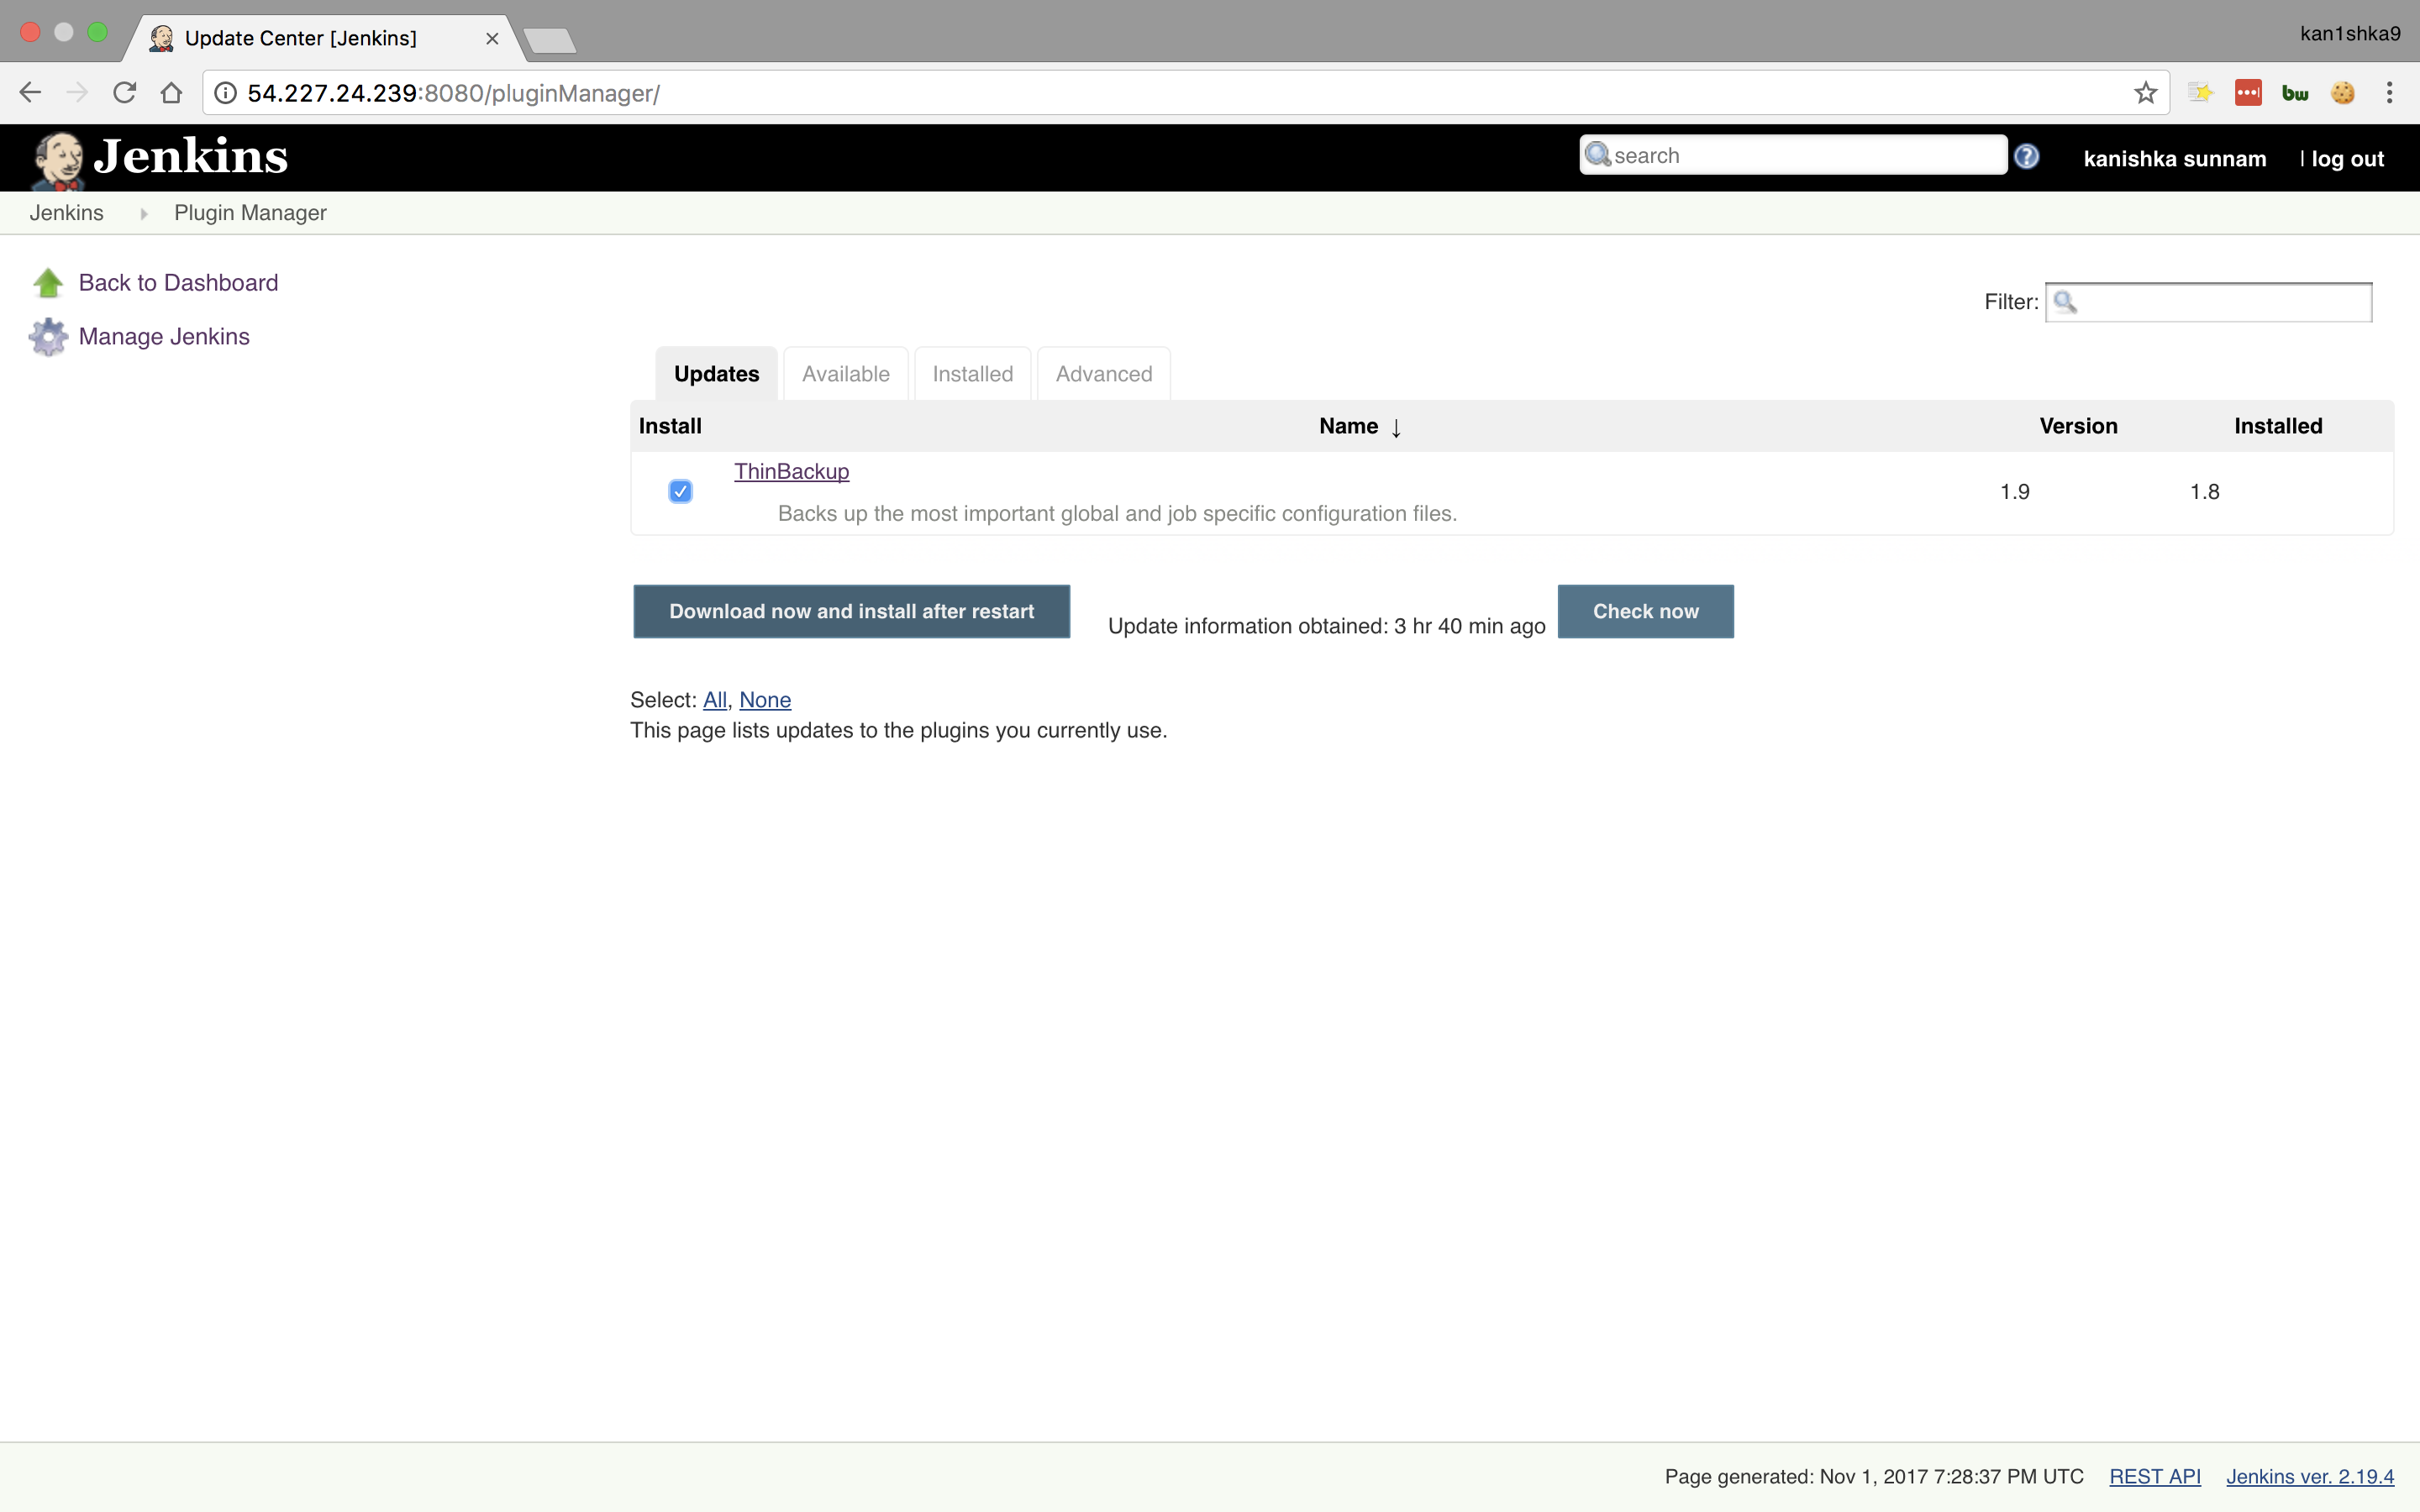 Update Center [Jenkins]
kan1shka9
54.227.24.239:8080/pluginManager/
bw
Jenkins
search
?
kanishka sunnam
| log out
Jenkins
Plugin Manager
Back to Dashboard
Manage Jenkins
Filter:
Updates
Available
Installed
Advanced
Install
Name ↓
Version
Installed
ThinBackup
Backs up the most important global and job specific configuration files.
1.9
1.8
Download now and install after restart
Update information obtained: 3 hr 40 min ago
Check now
Select: All, None
This page lists updates to the plugins you currently use.
Page generated: Nov 1, 2017 7:28:37 PM UTC
REST API
Jenkins ver. 2.19.4